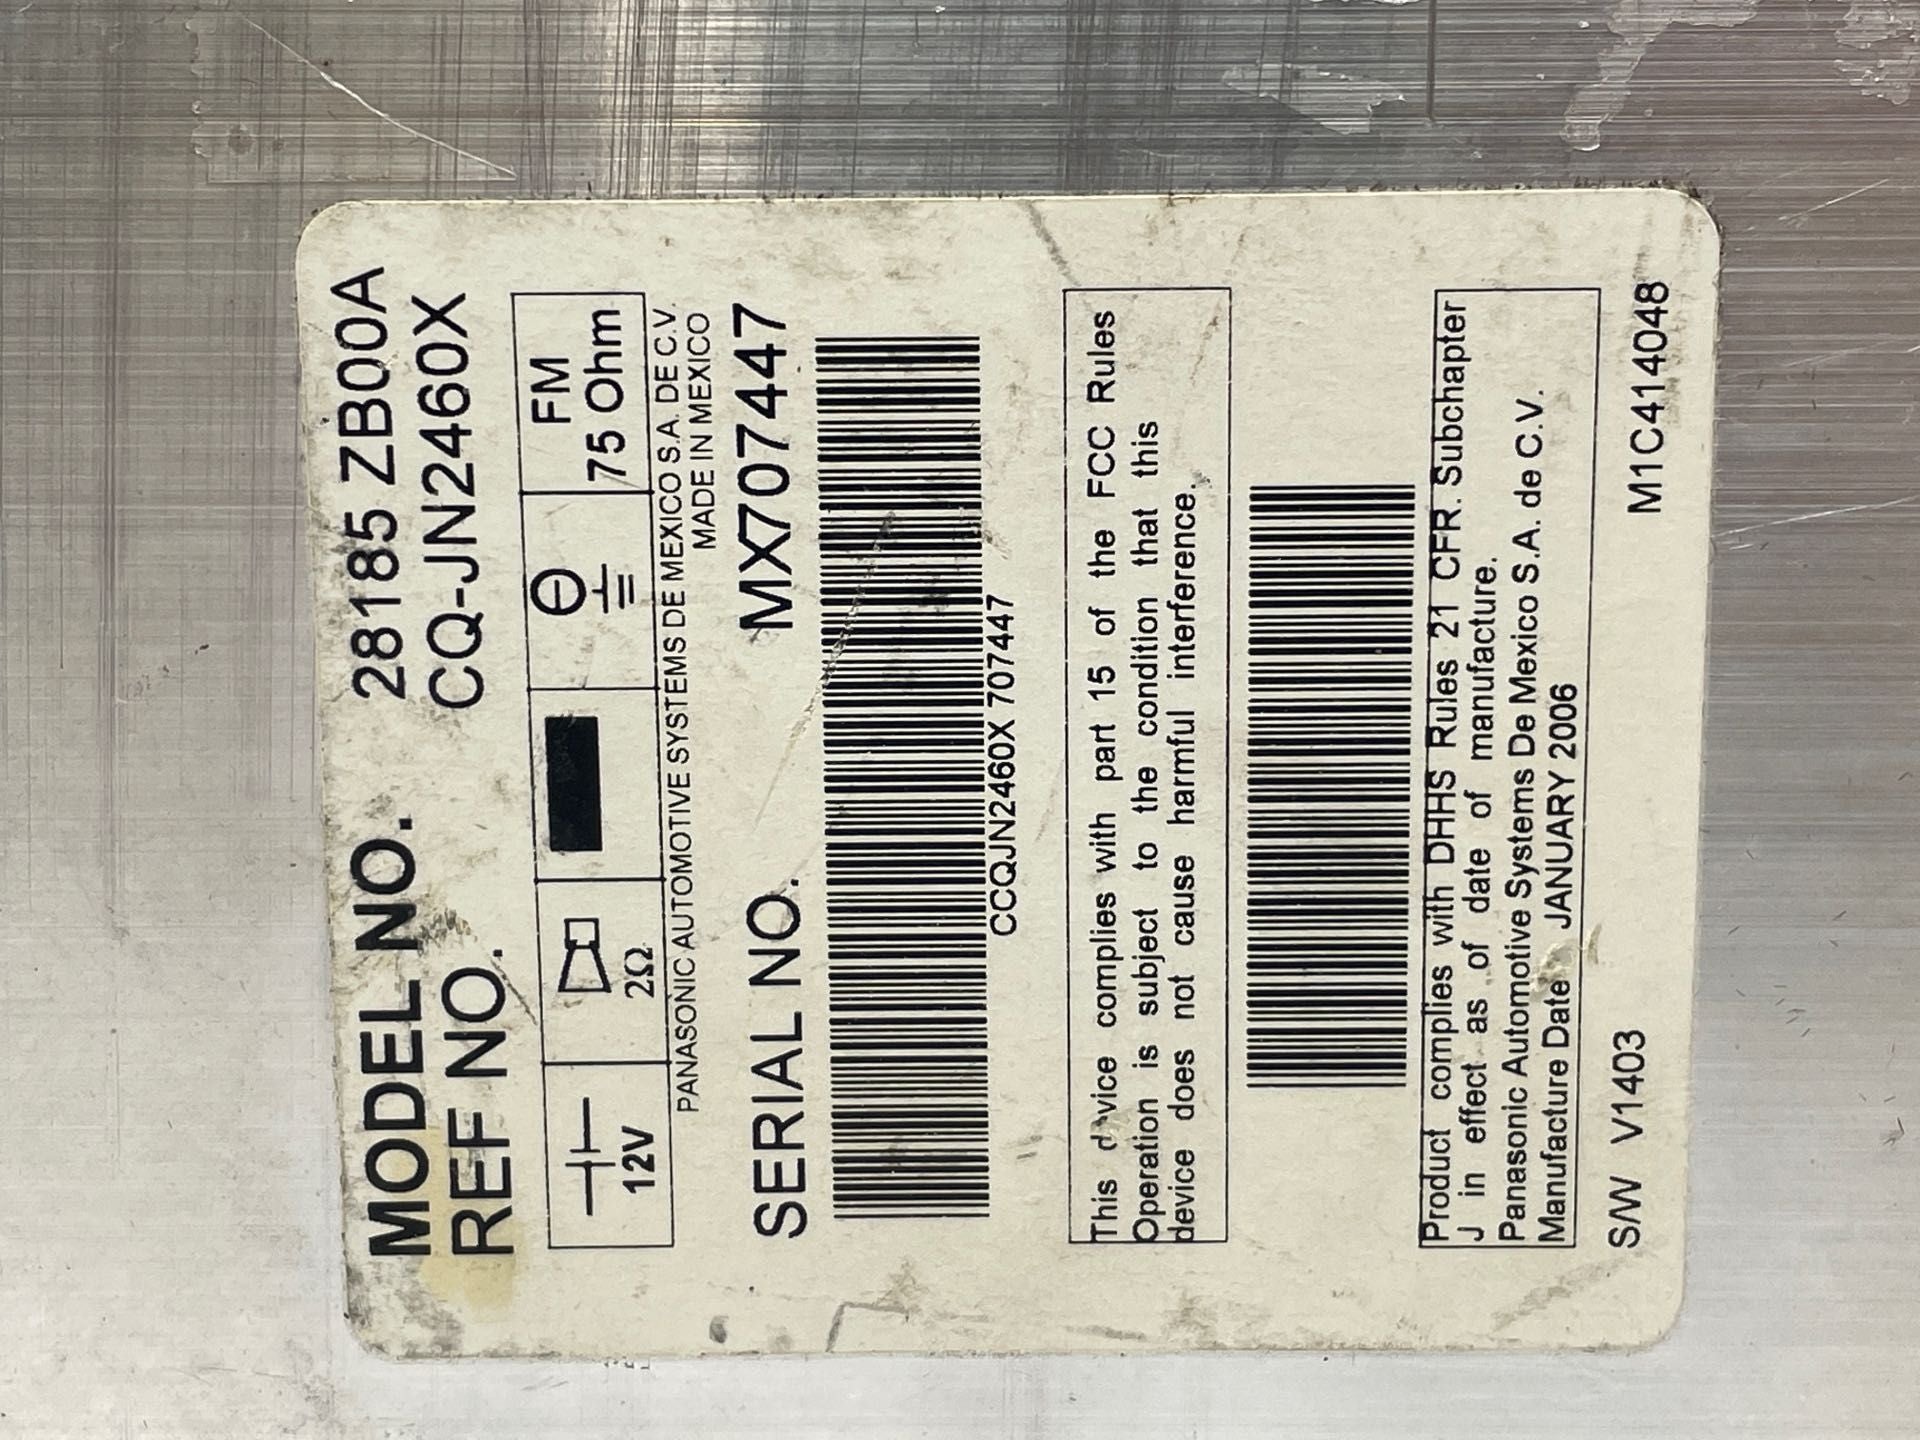 MODEL NO. 28185 ZB00A
REF NO. CQ-JN2460X
12V
2Ω
FM
75 Ohm
PANASONIC AUTOMOTIVE SYSTEMS DE MEXICO S.A. DE C.V.
MADE IN MEXICO
SERIAL NO. MX707447
CCQJN2460X 707447
This device complies with part 15 of the FCC Rules
Operation is subject to the condition that this
device does not cause harmful interference.
Product complies with DHHS Rules 21 CFR. Subchapter
J in effect as of date of manufacture.
Panasonic Automotive Systems De Mexico S.A. de C.V.
Manufacture Date: JANUARY 2006
S/W V1403 M1C414048